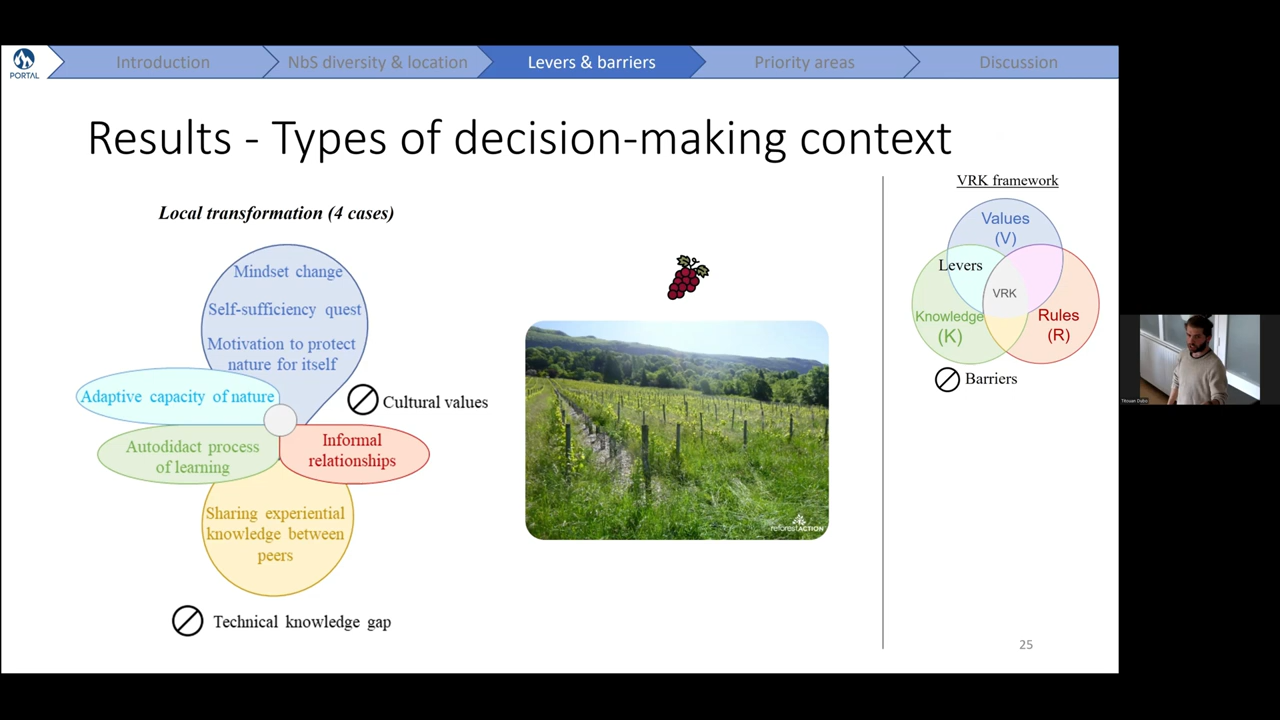 PORTAL
Introduction
NbS diversity & location
Levers & barriers
Priority areas
Discussion
Results - Types of decision-making context
Local transformation (4 cases)
Mindset change
Self-sufficiency quest
Motivation to protect
nature for itself
Adaptive capacity of nature
Cultural values
Autodidact process
of learning
Informal
relationships
Sharing experiential
knowledge between
peers
Technical knowledge gap
reforestACTION
VRK framework
Values
(V)
Levers
VRK
Knowledge
(K)
Rules
(R)
Barriers
25